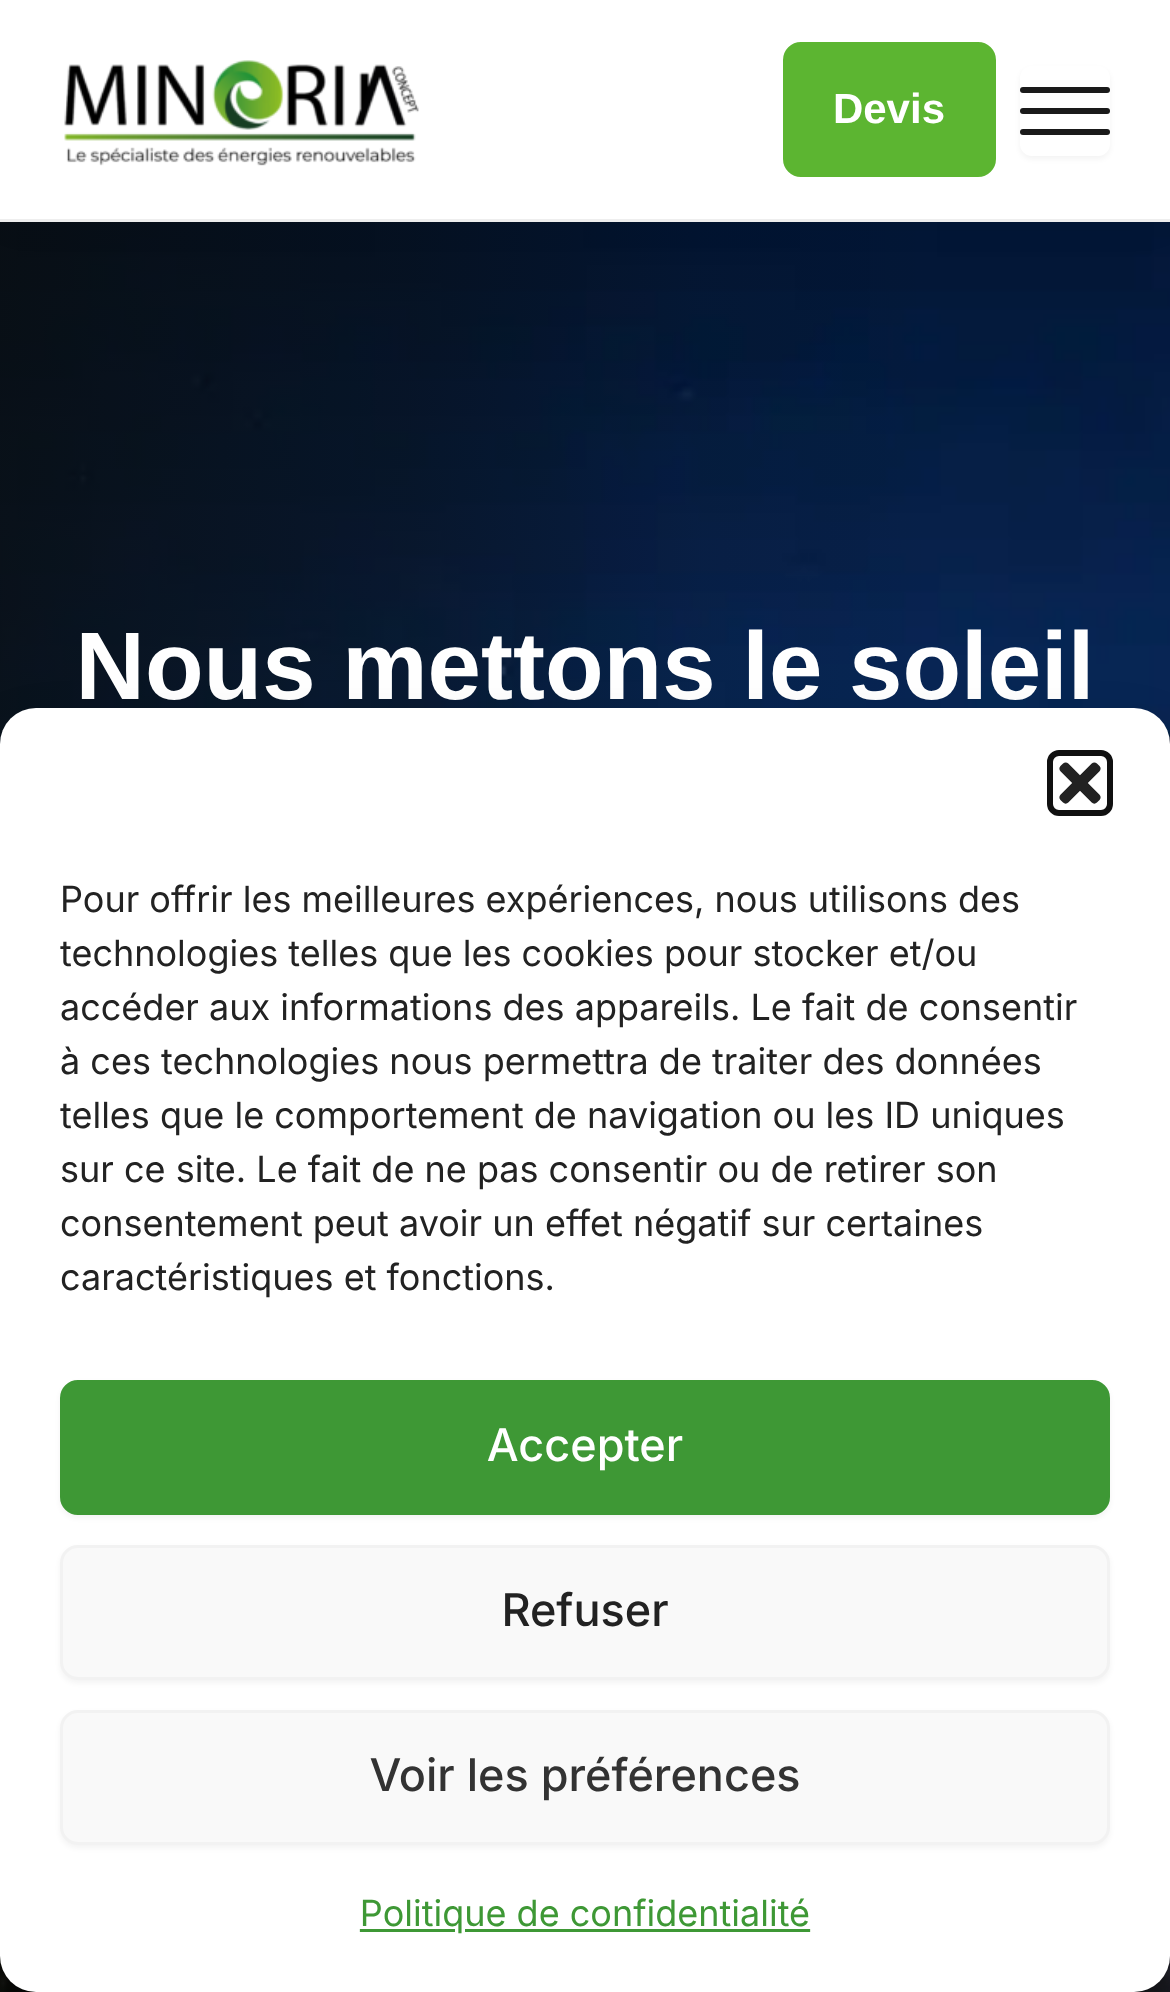 MINORIA CONCEPT
Le spécialiste des énergies renouvelables
Devis
Nous mettons le soleil
Pour offrir les meilleures expériences, nous utilisons des
technologies telles que les cookies pour stocker et/ou
accéder aux informations des appareils. Le fait de consentir
à ces technologies nous permettra de traiter des données
telles que le comportement de navigation ou les ID uniques
sur ce site. Le fait de ne pas consentir ou de retirer son
consentement peut avoir un effet négatif sur certaines
caractéristiques et fonctions.
Accepter
Refuser
Voir les préférences
Politique de confidentialité